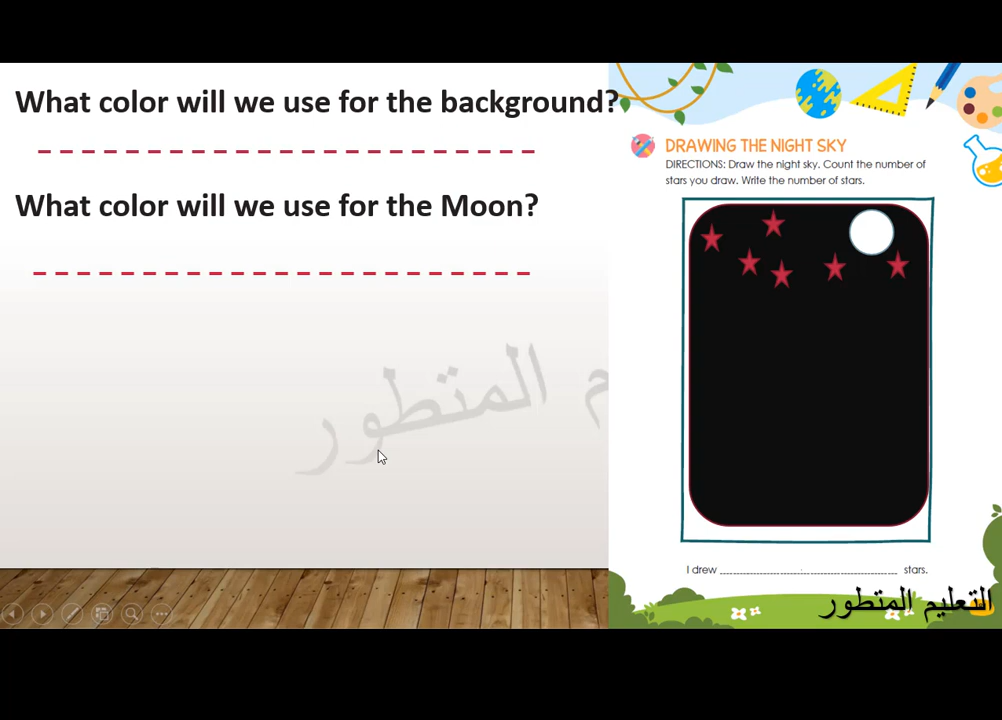 What color will we use for the background?
What color will we use for the Moon?
DRAWING THE NIGHT SKY
DIRECTIONS: Draw the night sky. Count the number of
stars you draw. Write the number of stars.
I drew stars.
التعليم المتطور
م المتطور